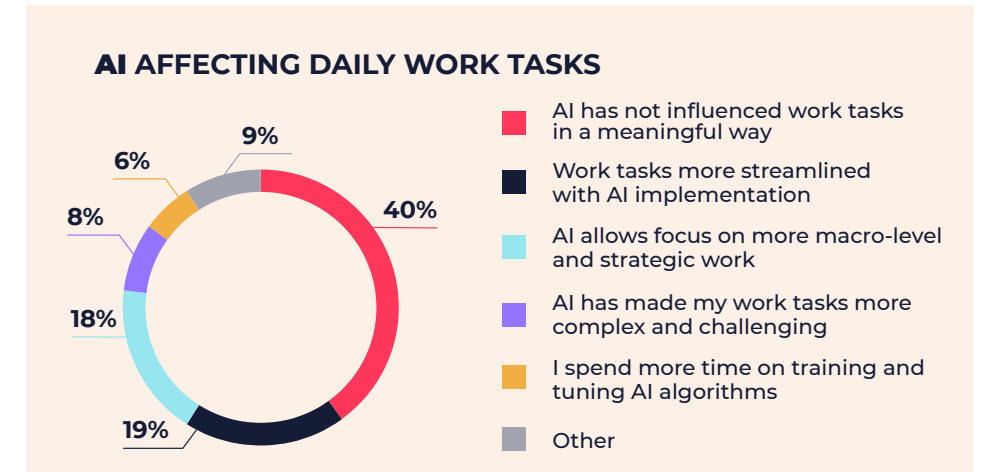 AI AFFECTING DAILY WORK TASKS
9%
6%
40%
8%
18%
19%
AI has not influenced work tasks
in a meaningful way
Work tasks more streamlined
with AI implementation
AI allows focus on more macro-level
and strategic work
AI has made my work tasks more
complex and challenging
I spend more time on training and
tuning AI algorithms
Other